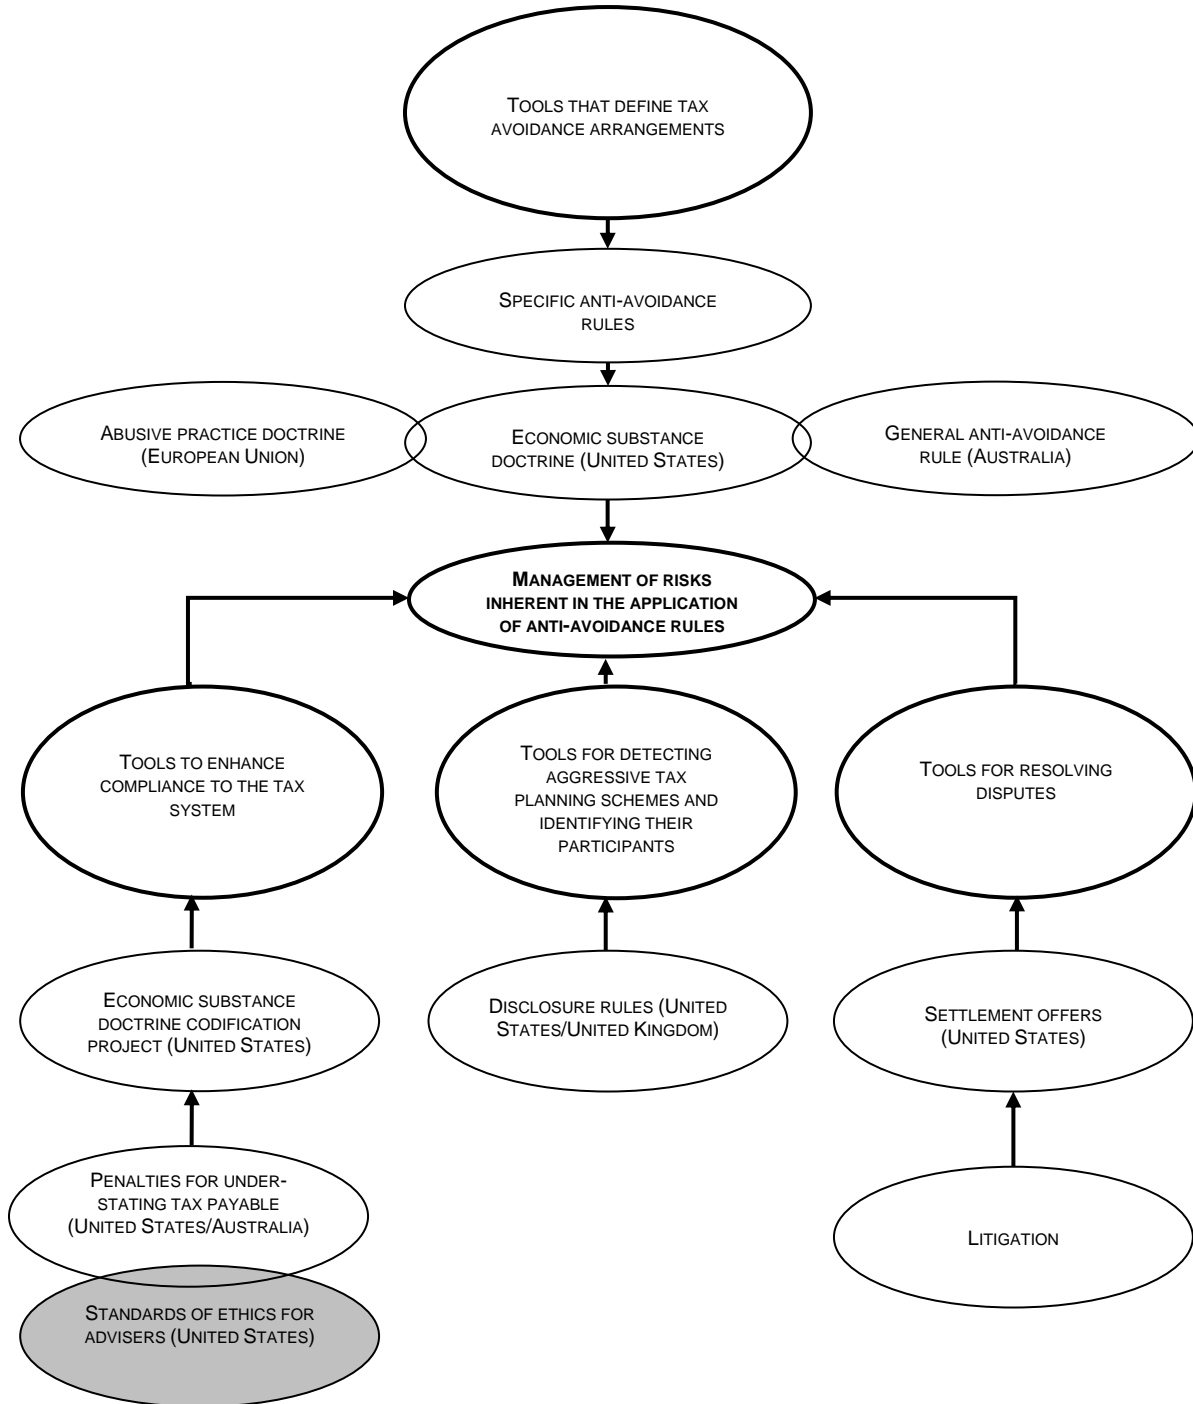 TOOLS THAT DEFINE TAX
AVOIDANCE ARRANGEMENTS
SPECIFIC ANTI-AVOIDANCE
RULES
ABUSIVE PRACTICE DOCTRINE
(EUROPEAN UNION)
ECONOMIC SUBSTANCE
DOCTRINE (UNITED STATES)
GENERAL ANTI-AVOIDANCE
RULE (AUSTRALIA)
MANAGEMENT OF RISKS
INHERENT IN THE APPLICATION
OF ANTI-AVOIDANCE RULES
TOOLS TO ENHANCE
COMPLIANCE TO THE TAX
SYSTEM
TOOLS FOR DETECTING
AGGRESSIVE TAX
PLANNING SCHEMES AND
IDENTIFYING THEIR
PARTICIPANTS
TOOLS FOR RESOLVING
DISPUTES
ECONOMIC SUBSTANCE
DOCTRINE CODIFICATION
PROJECT (UNITED STATES)
DISCLOSURE RULES (UNITED
STATES/UNITED KINGDOM)
SETTLEMENT OFFERS
(UNITED STATES)
PENALTIES FOR UNDER-
STATING TAX PAYABLE
(UNITED STATES/AUSTRALIA)
LITIGATION
STANDARDS OF ETHICS FOR
ADVISERS (UNITED STATES)